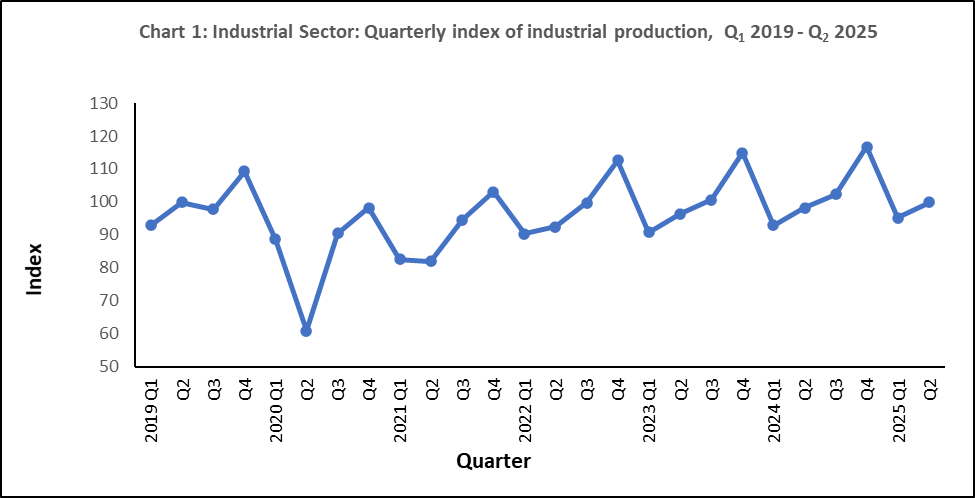 Chart 1: Industrial Sector: Quarterly index of industrial production, Q₁ 2019 - Q₂ 2025
130
120
110
100
90
80
70
60
50
Index
2019 Q1
Q2
Q3
Q4
2020 Q1
Q2
Q3
Q4
2021 Q1
Q2
Q3
Q4
2022 Q1
Q2
Q3
Q4
2023 Q1
Q2
Q3
Q4
2024 Q1
Q2
Q3
Q4
2025 Q1
Q2
Quarter